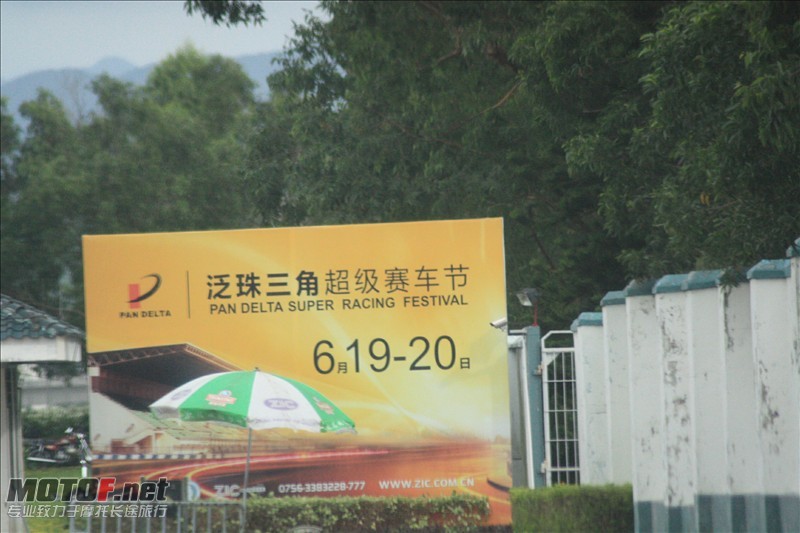 泛珠三角超级赛车节
PAN DELTA SUPER RACING FESTIVAL
PAN DELTA
6月19-20日
ZIC
0756-3383228-777
WWW.ZIC.COM.CN
MOTOF.net
专业致力于摩托长途旅行